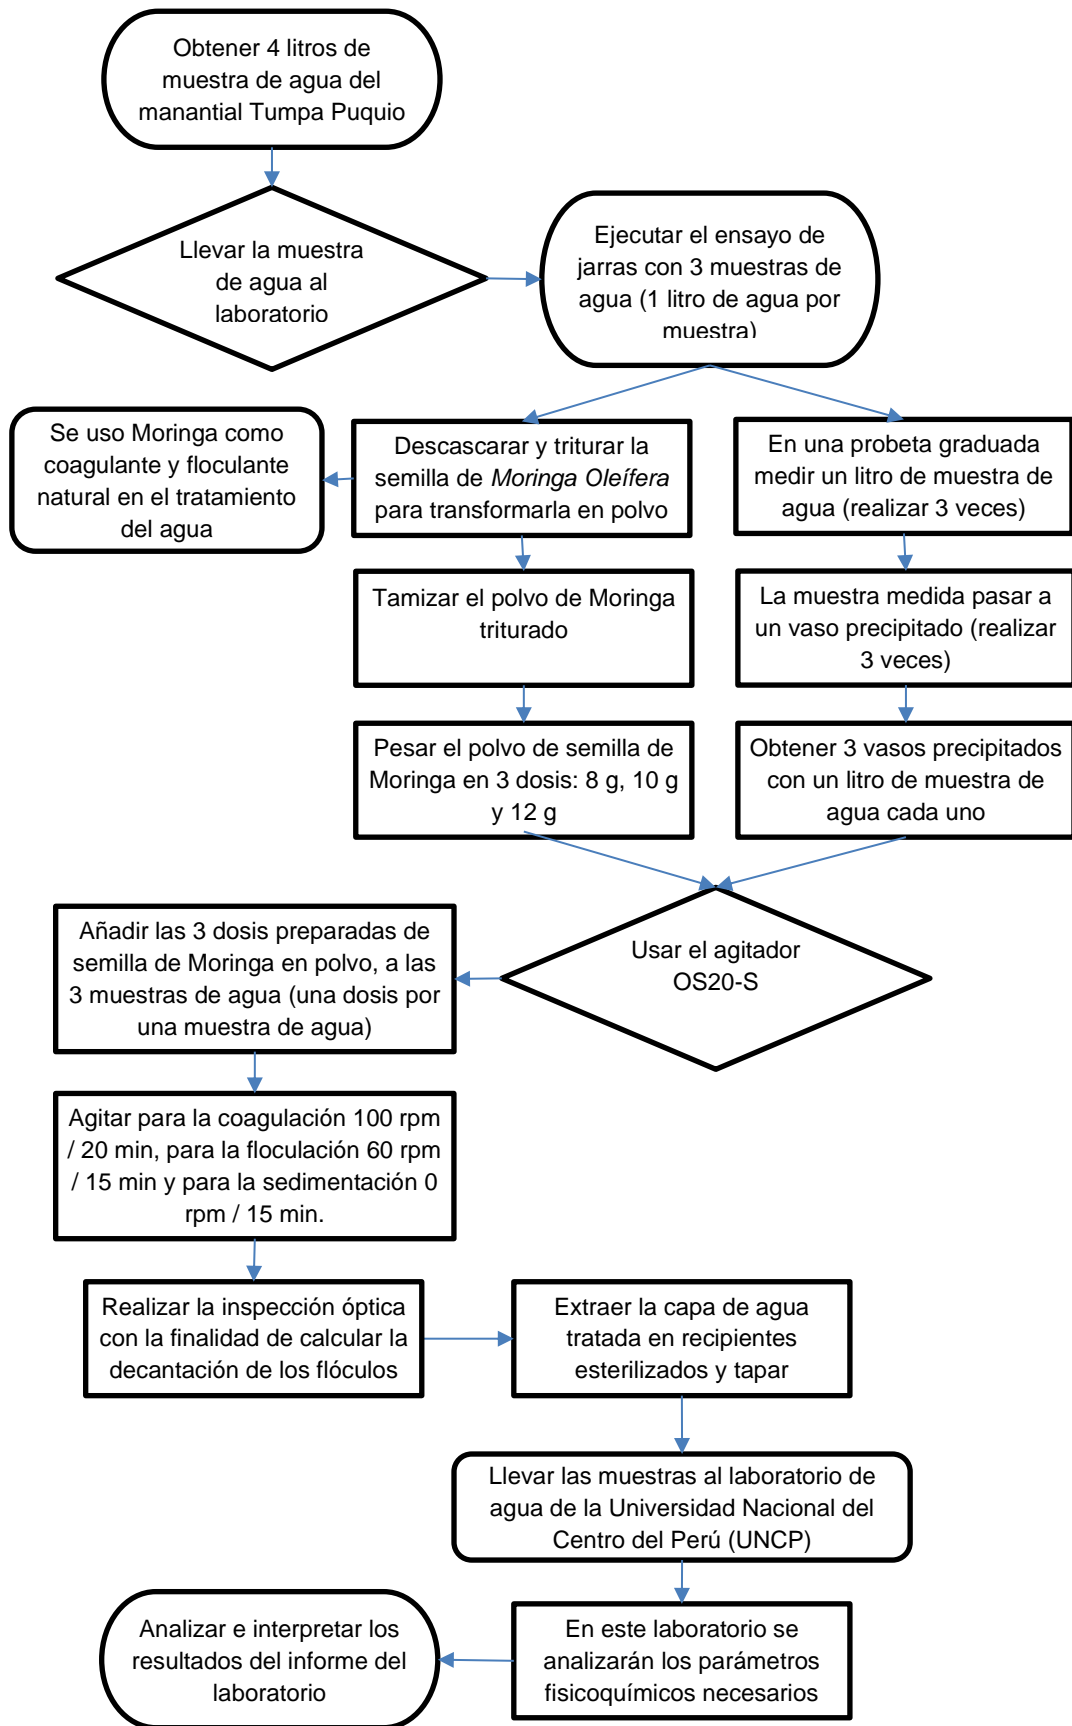 Obtener 4 litros de
muestra de agua del
manantial Tumpa Puquio
Llevar la muestra
de agua al
laboratorio
Ejecutar el ensayo de
jarras con 3 muestras de
agua (1 litro de agua por
muestra)
Se uso Moringa como
coagulante y floculante
natural en el tratamiento
del agua
Descascarar y triturar la
semilla de Moringa Oleífera
para transformarla en polvo
En una probeta graduada
medir un litro de muestra de
agua (realizar 3 veces)
Tamizar el polvo de Moringa
triturado
La muestra medida pasar a
un vaso precipitado (realizar
3 veces)
Pesar el polvo de semilla de
Moringa en 3 dosis: 8 g, 10 g
y 12 g
Obtener 3 vasos precipitados
con un litro de muestra de
agua cada uno
Usar el agitador
OS20-S
Añadir las 3 dosis preparadas de
semilla de Moringa en polvo, a las
3 muestras de agua (una dosis por
una muestra de agua)
Agitar para la coagulación 100 rpm
/ 20 min, para la floculación 60 rpm
/ 15 min y para la sedimentación 0
rpm / 15 min.
Realizar la inspección óptica
con la finalidad de calcular la
decantación de los flóculos
Extraer la capa de agua
tratada en recipientes
esterilizados y tapar
Llevar las muestras al laboratorio de
agua de la Universidad Nacional del
Centro del Perú (UNCP)
En este laboratorio se
analizarán los parámetros
fisicoquímicos necesarios
Analizar e interpretar los
resultados del informe del
laboratorio